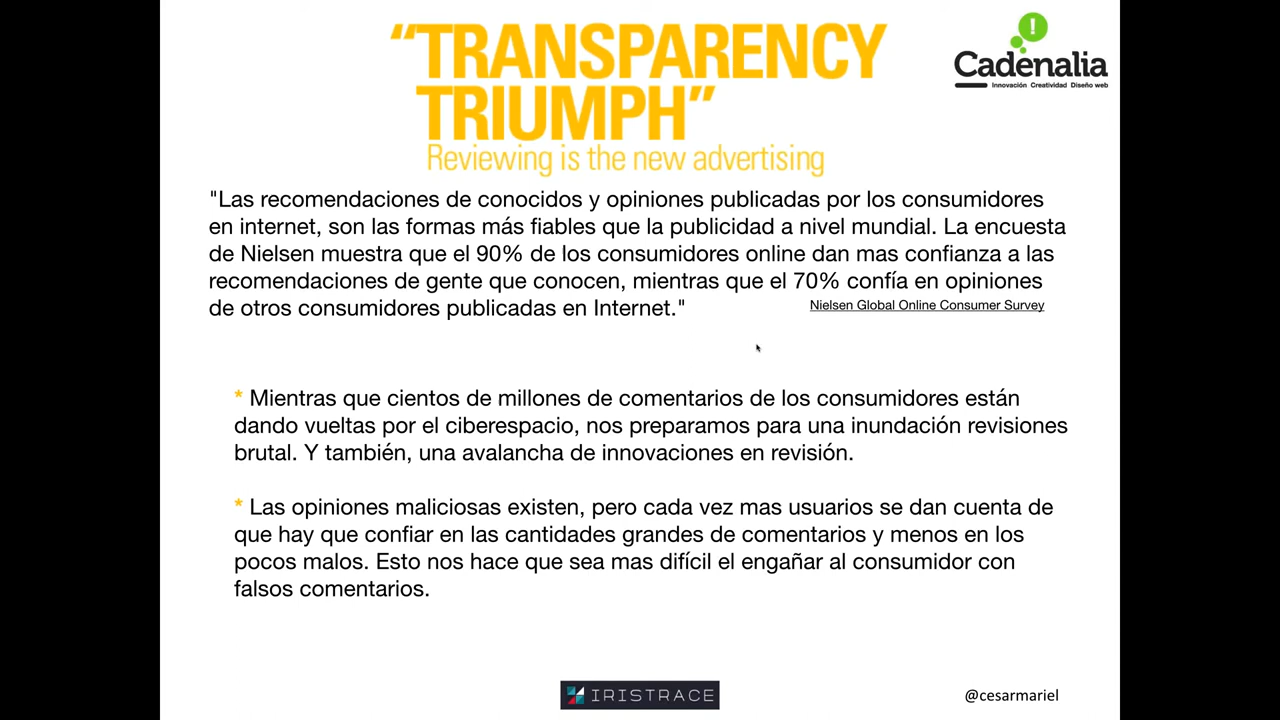 “TRANSPARENCY
TRIUMPH”
Reviewing is the new advertising
!
Cadenalia
Innovación Creatividad Diseño web
"Las recomendaciones de conocidos y opiniones publicadas por los consumidores
en internet, son las formas más fiables que la publicidad a nivel mundial. La encuesta
de Nielsen muestra que el 90% de los consumidores online dan mas confianza a las
recomendaciones de gente que conocen, mientras que el 70% confía en opiniones
de otros consumidores publicadas en Internet."
Nielsen Global Online Consumer Survey
* Mientras que cientos de millones de comentarios de los consumidores están
dando vueltas por el ciberespacio, nos preparamos para una inundación revisiones
brutal. Y también, una avalancha de innovaciones en revisión.
* Las opiniones maliciosas existen, pero cada vez mas usuarios se dan cuenta de
que hay que confiar en las cantidades grandes de comentarios y menos en los
pocos malos. Esto nos hace que sea mas difícil el engañar al consumidor con
falsos comentarios.
IRISTRACE
@cesarmariel